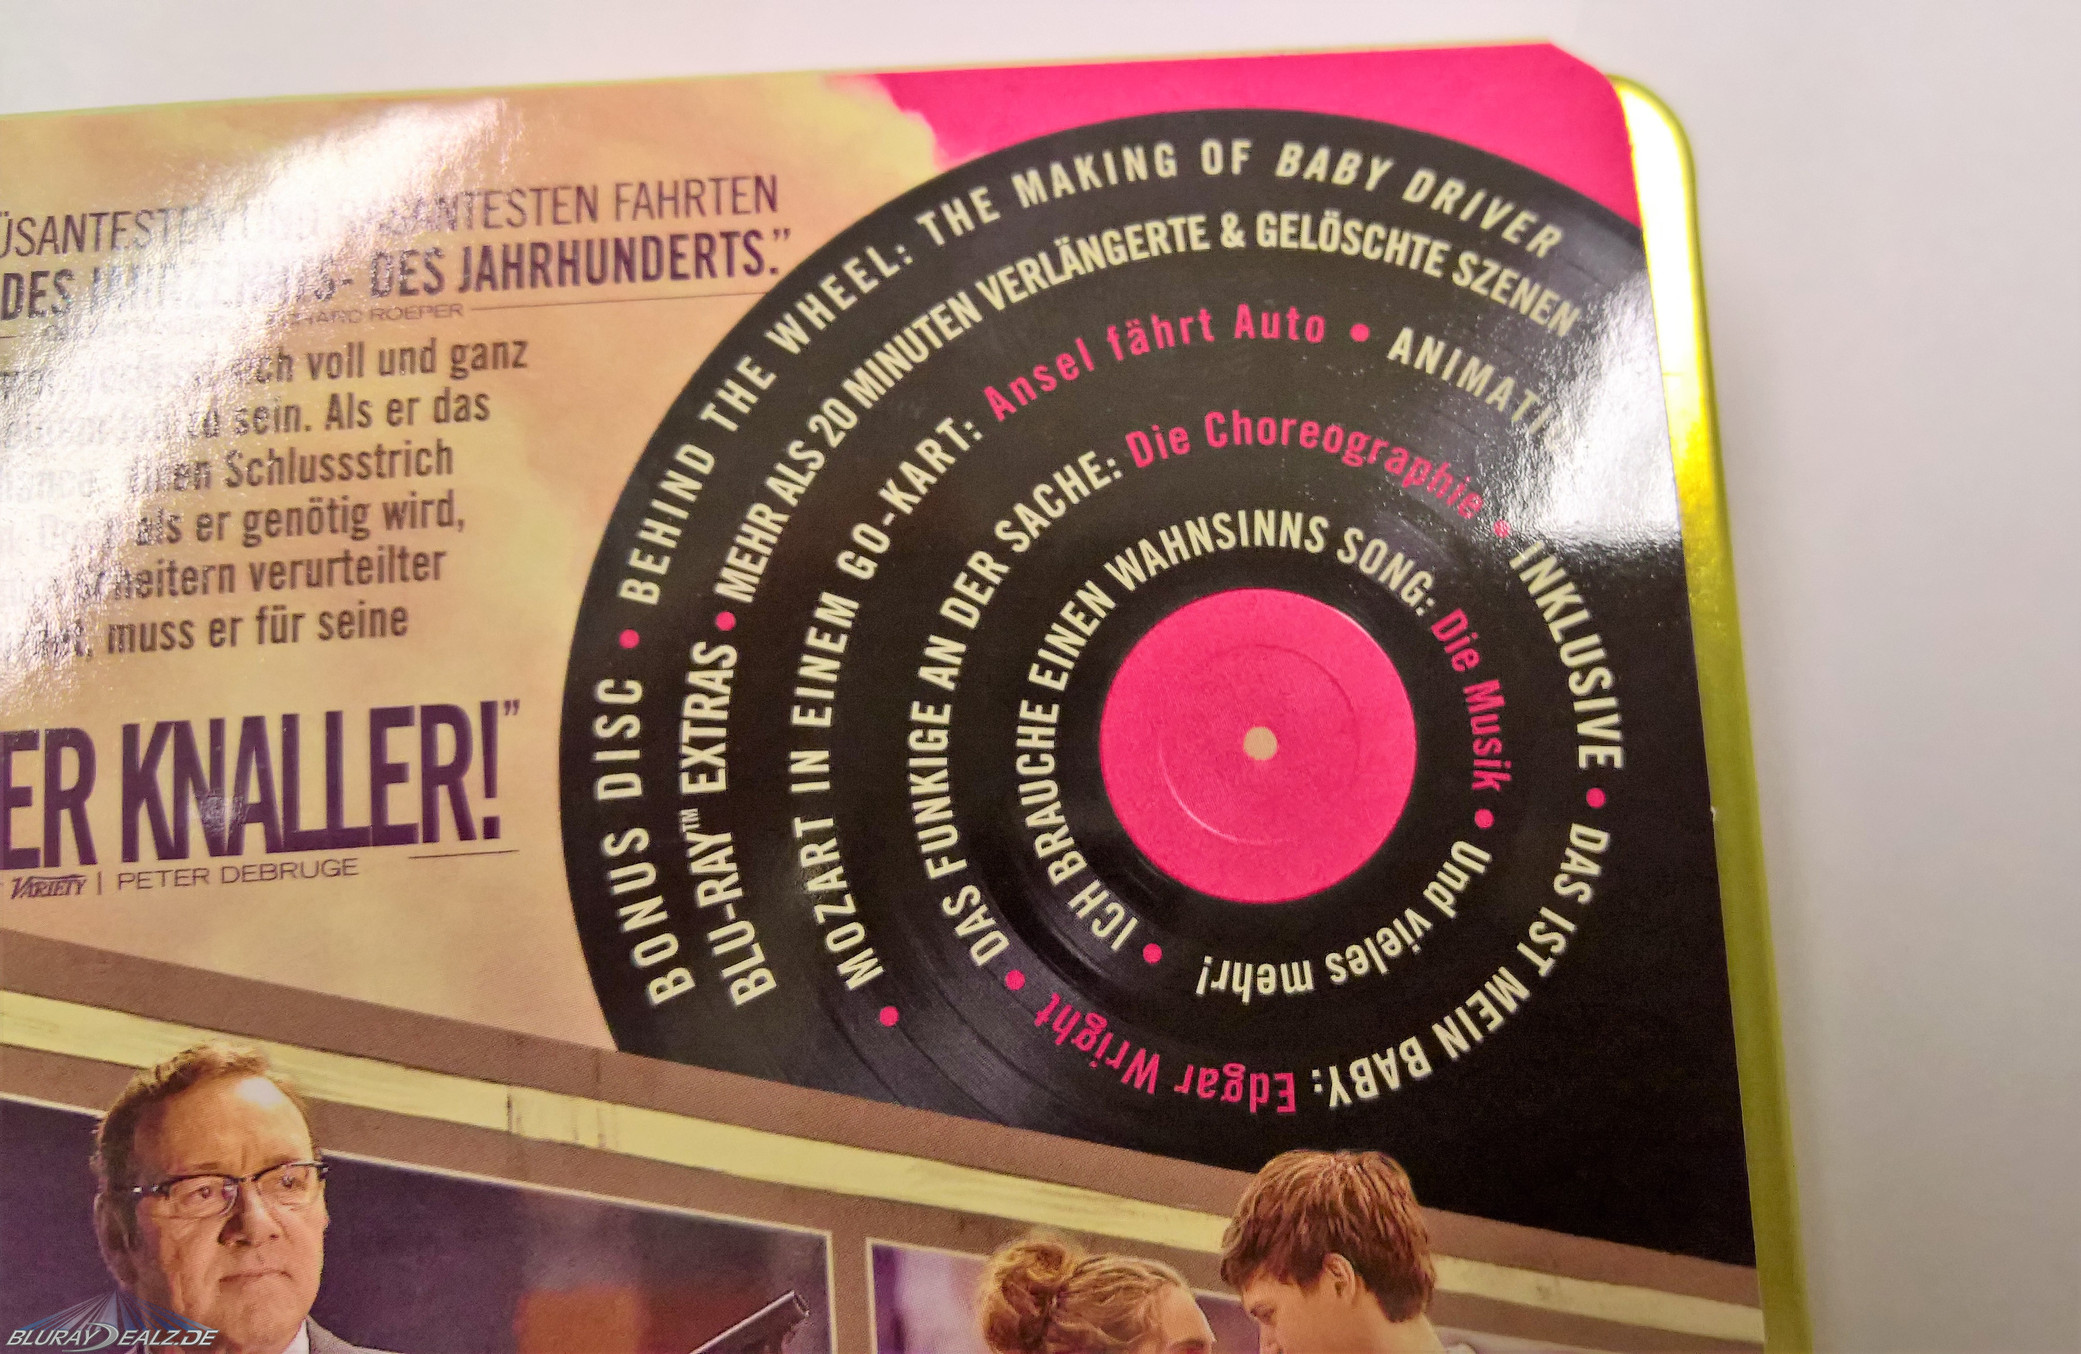 FAHRTEN
DES JAHRHUNDERTS."
ROEPER
voll und ganz
sein. Als er das
Schlussstrich
als er genötig wird,
verurteilter
muss er für seine
ER KNALLER!"
VARIETY | PETER DEBRUGE
BONUS DISC • BEHIND THE WHEEL: THE MAKING OF BABY DRIVER
BLU-RAY™ EXTRAS • MEHR ALS 20 MINUTEN VERLÄNGERTE & GELÖSCHTE SZENEN
• MOZART IN EINEM GO-KART: Ansel fährt Auto •
• DAS FUNKIGE AN DER SACHE: Die Choreographie •
INKLUSIVE • DAS IST MEIN BABY: Edgar Wright
• ICH BRAUCHE EINEN WAHNSINNS SONG: Die Musik • Und vieles mehr!
BLURAYDEALZ.DE